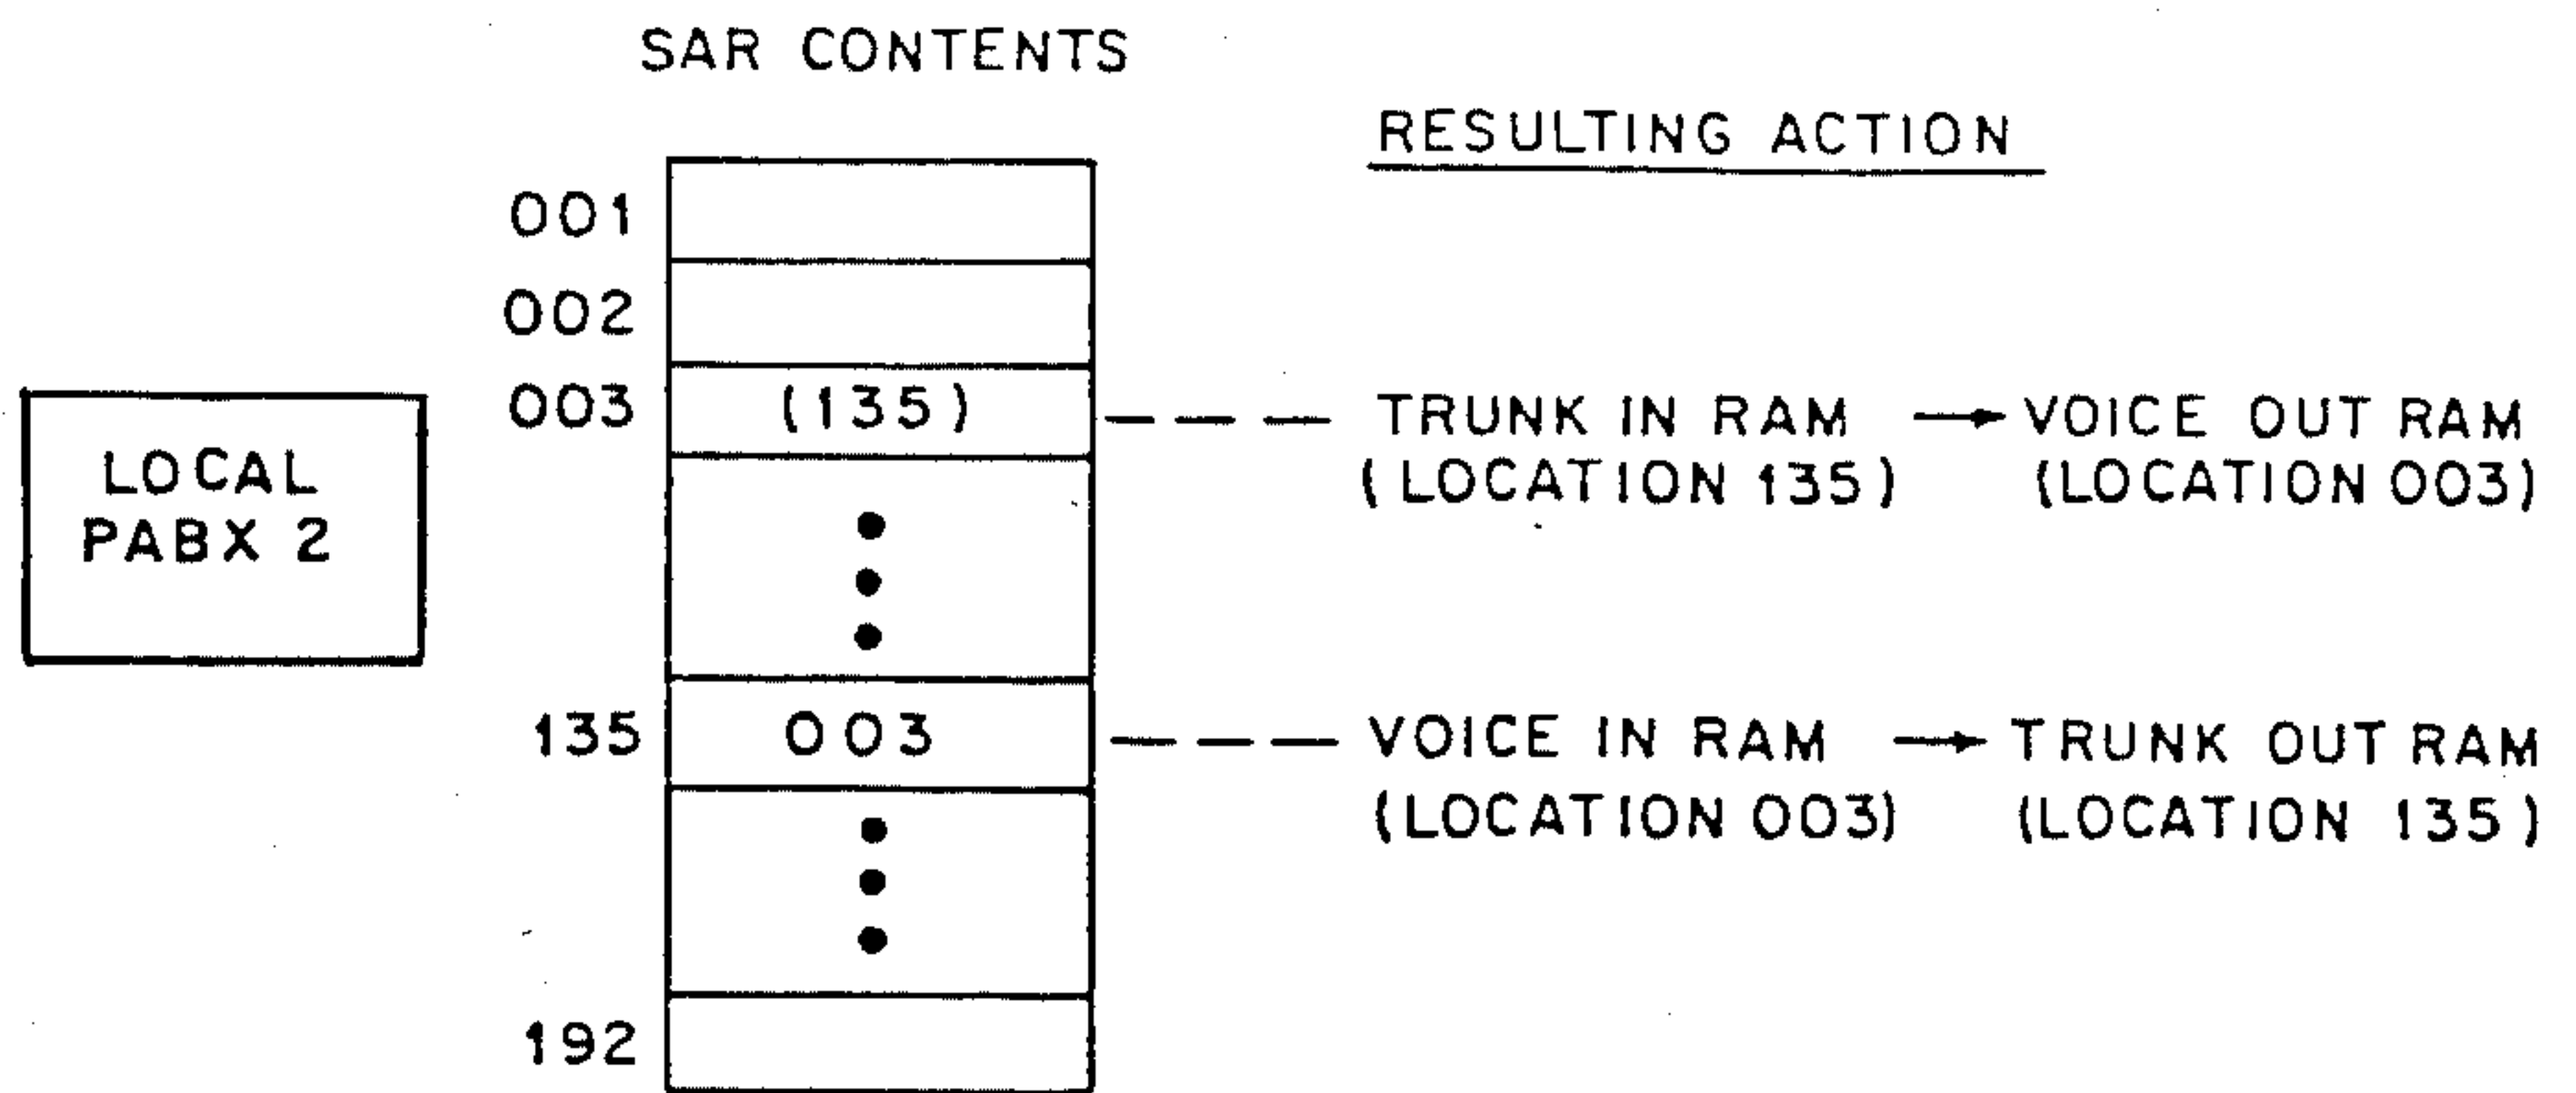 SAR CONTENTS
RESULTING ACTION
001
002
003 (135) TRUNK IN RAM → VOICE OUT RAM
(LOCATION 135) (LOCATION 003)
LOCAL
PABX 2
135 003 VOICE IN RAM → TRUNK OUT RAM
(LOCATION 003) (LOCATION 135)
192